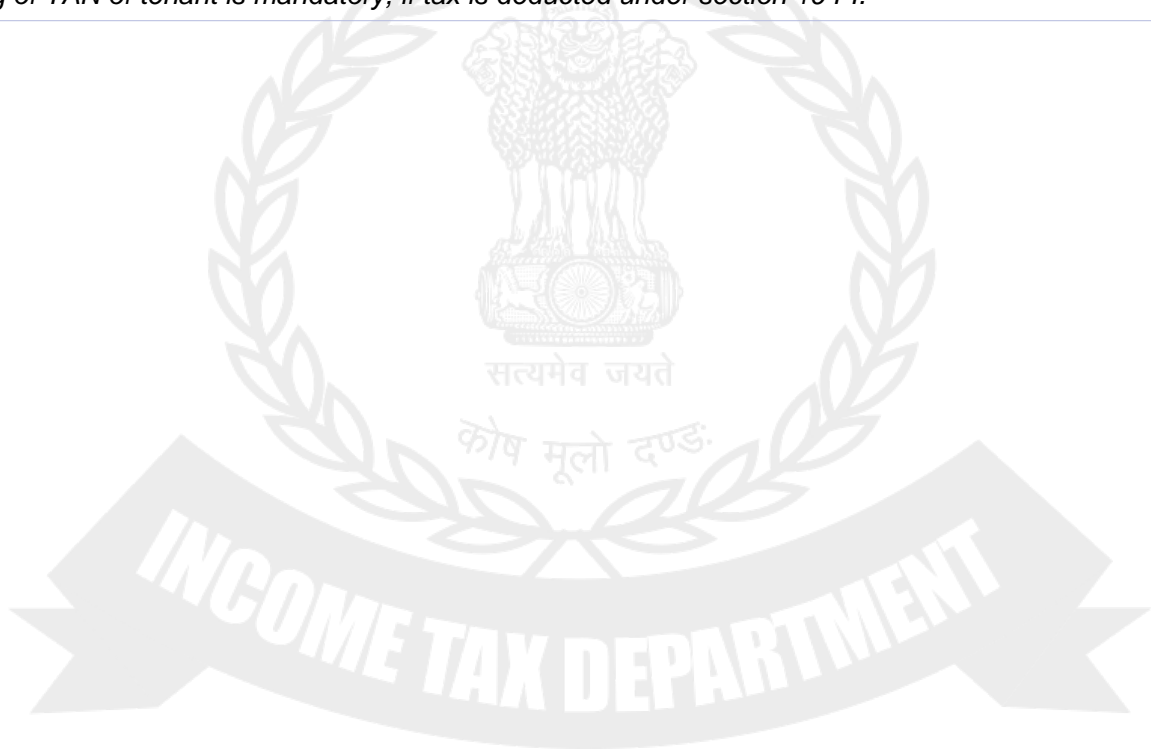 of TAN of tenant is mandatory, if tax is deducted under section 194-I.
सत्यमेव जयते
कोष मूलो दण्डः
INCOME TAX DEPARTMENT